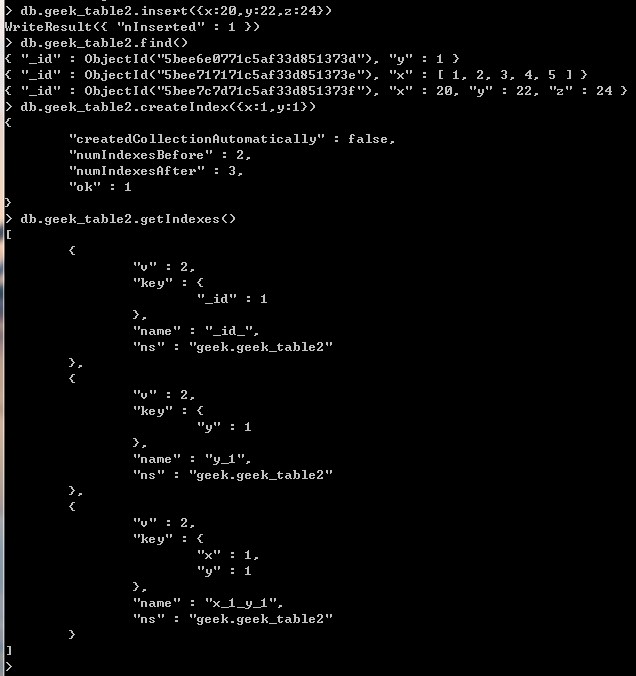 > db.geek_table2.insert({x:20,y:22,z:24})
WriteResult({ "nInserted" : 1 })
> db.geek_table2.find()
{ "_id" : ObjectId("5bee6e0771c5af33d851373d"), "y" : 1 }
{ "_id" : ObjectId("5bee717171c5af33d851373e"), "x" : [ 1, 2, 3, 4, 5 ] }
{ "_id" : ObjectId("5bee7c7d71c5af33d851373f"), "x" : 20, "y" : 22, "z" : 24 }
> db.geek_table2.createIndex({x:1,y:1})
{
"createdCollectionAutomatically" : false,
"numIndexesBefore" : 2,
"numIndexesAfter" : 3,
"ok" : 1
}
> db.geek_table2.getIndexes()
[
{
"v" : 2,
"key" : {
"_id" : 1
},
"name" : "_id_",
"ns" : "geek.geek_table2"
},
{
"v" : 2,
"key" : {
"y" : 1
},
"name" : "y_1",
"ns" : "geek.geek_table2"
},
{
"v" : 2,
"key" : {
"x" : 1,
"y" : 1
},
"name" : "x_1_y_1",
"ns" : "geek.geek_table2"
}
]
>